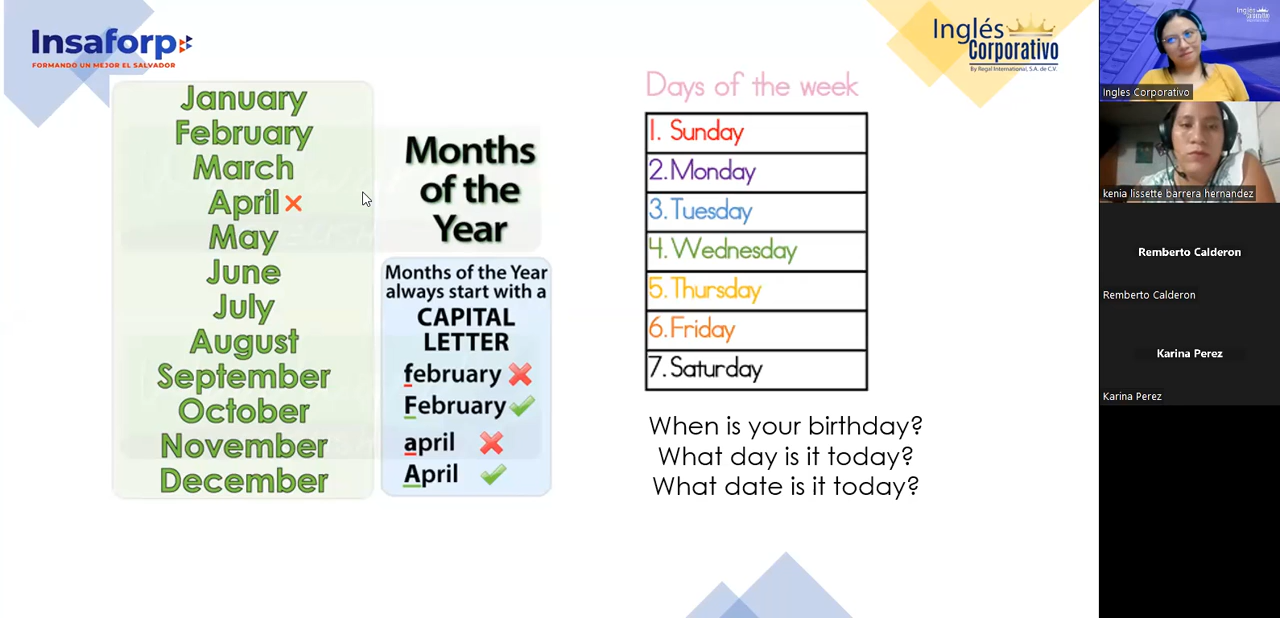 Insaforp
FORMANDO UN MEJOR EL SALVADOR
January
February
March
April
May
June
July
August
September
October
November
December
Months
of the
Year
Months of the Year
always start with a
CAPITAL
LETTER
february
February
april
April
Inglés
Corporativo
By Regal International, S.A. de C.V.
Days of the week
1. Sunday
2. Monday
3. Tuesday
4. Wednesday
5. Thursday
6. Friday
7. Saturday
When is your birthday?
What day is it today?
What date is it today?
Ingles Corporativo
kenia lissette barrera hernandez
Remberto Calderon
Remberto Calderon
Karina Perez
Karina Perez